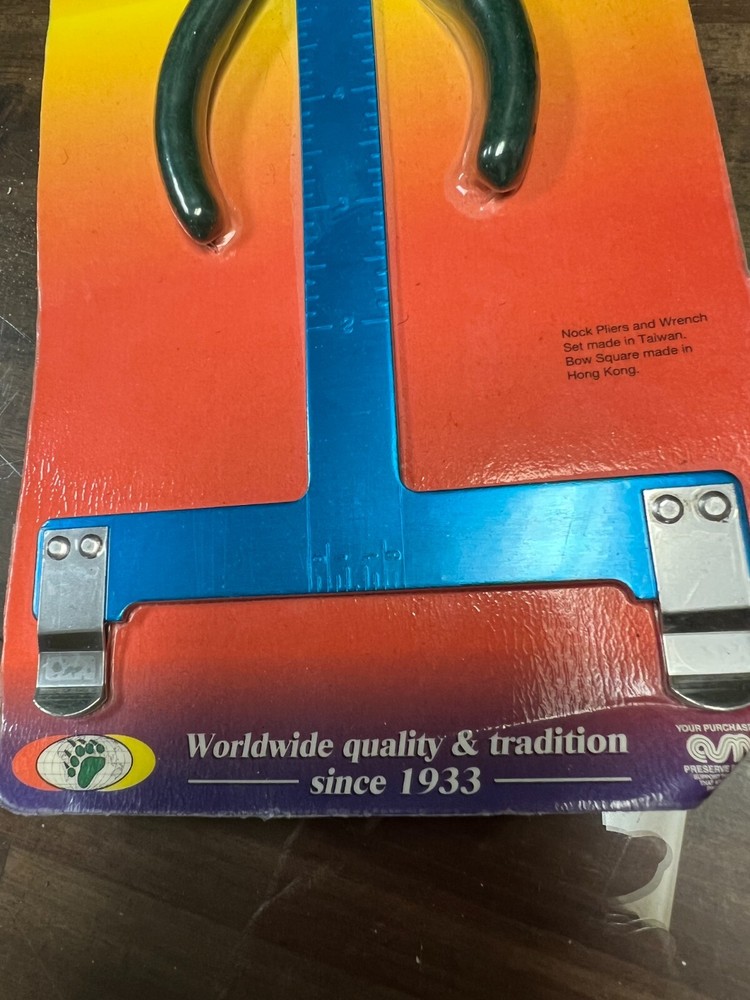 Nock Pliers and Wrench
Set made in Taiwan.
Bow Square made in
Hong Kong.
Worldwide quality & tradition
since 1933
YOUR PURCHASE
PRESERVE